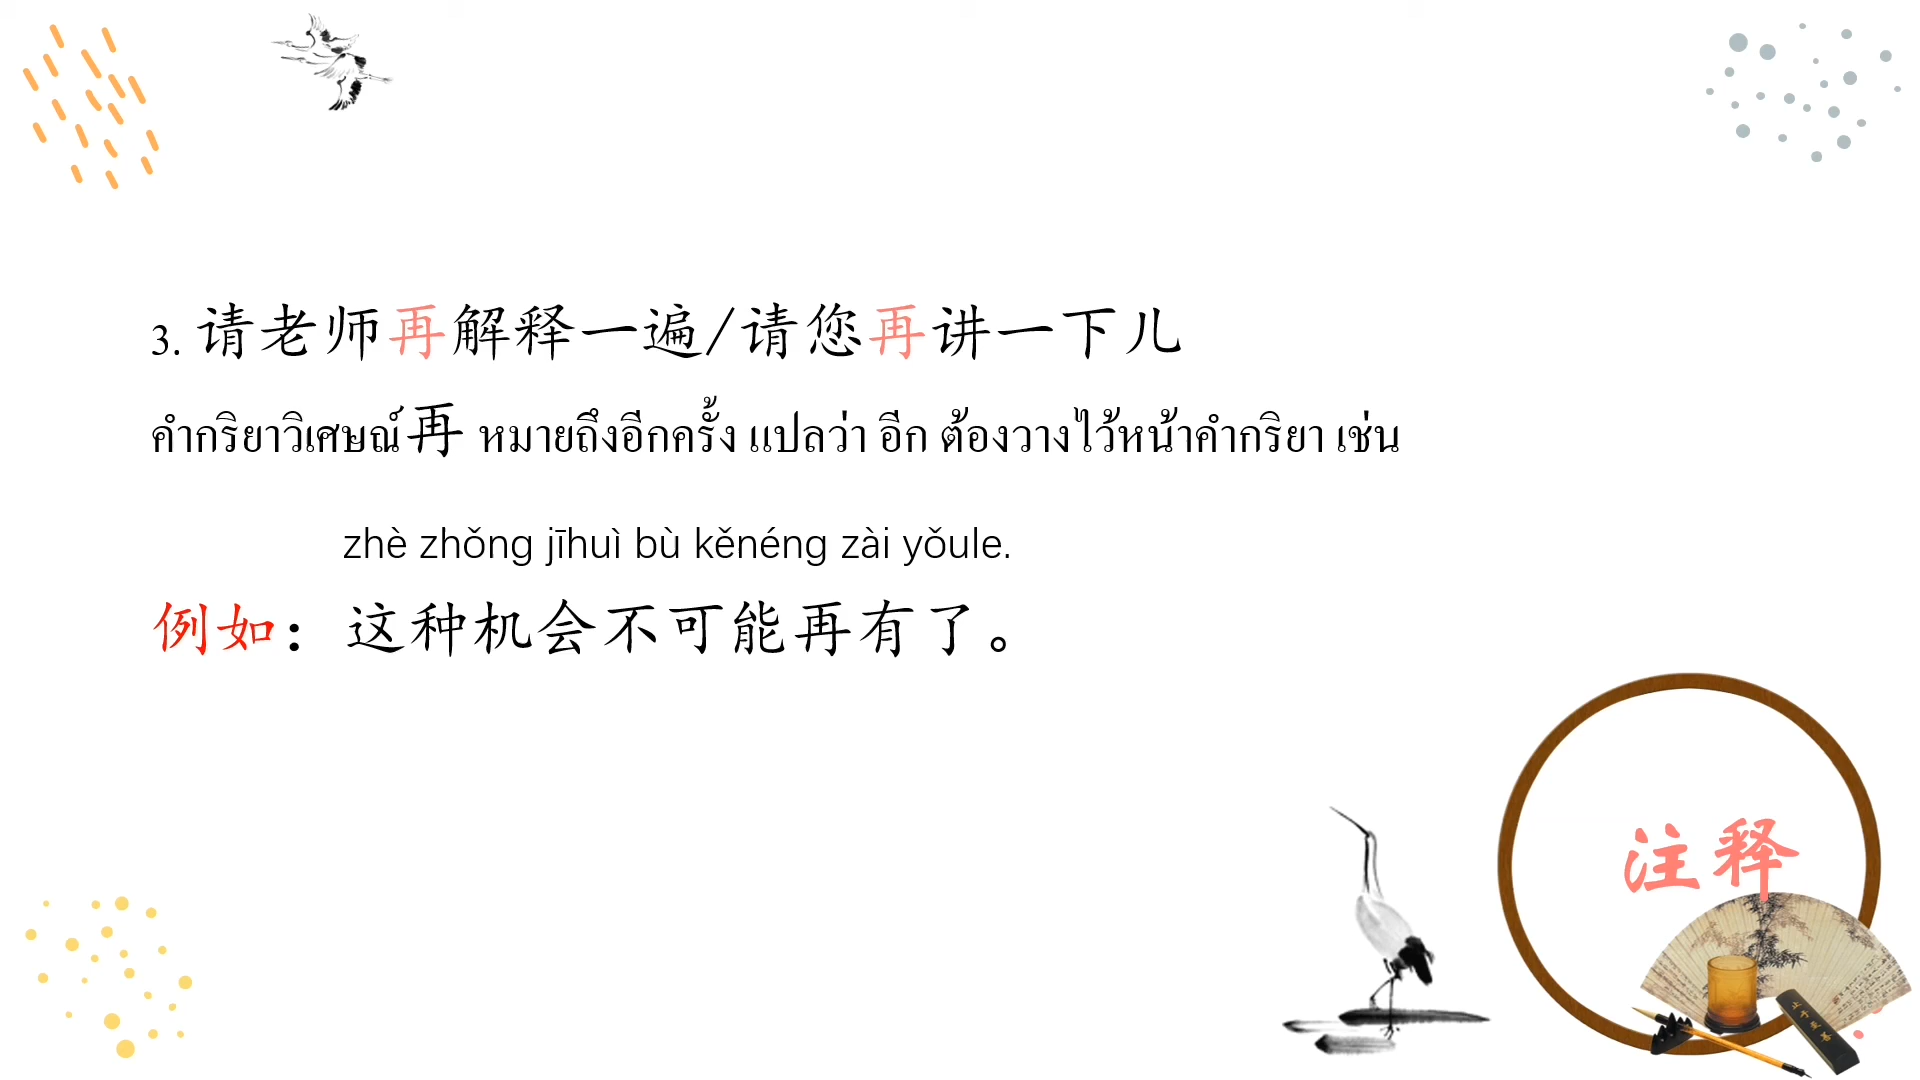 3. 请老师再解释一遍/请您再讲一下儿
คำกริยาวิเศษณ์再 หมายถึงอีกครั้ง แปลว่า อีก ต้องวางไว้หน้าคำกริยา เช่น
zhè zhǒng jīhuì bù kěnéng zài yǒule.
例如：这种机会不可能再有了。
注释